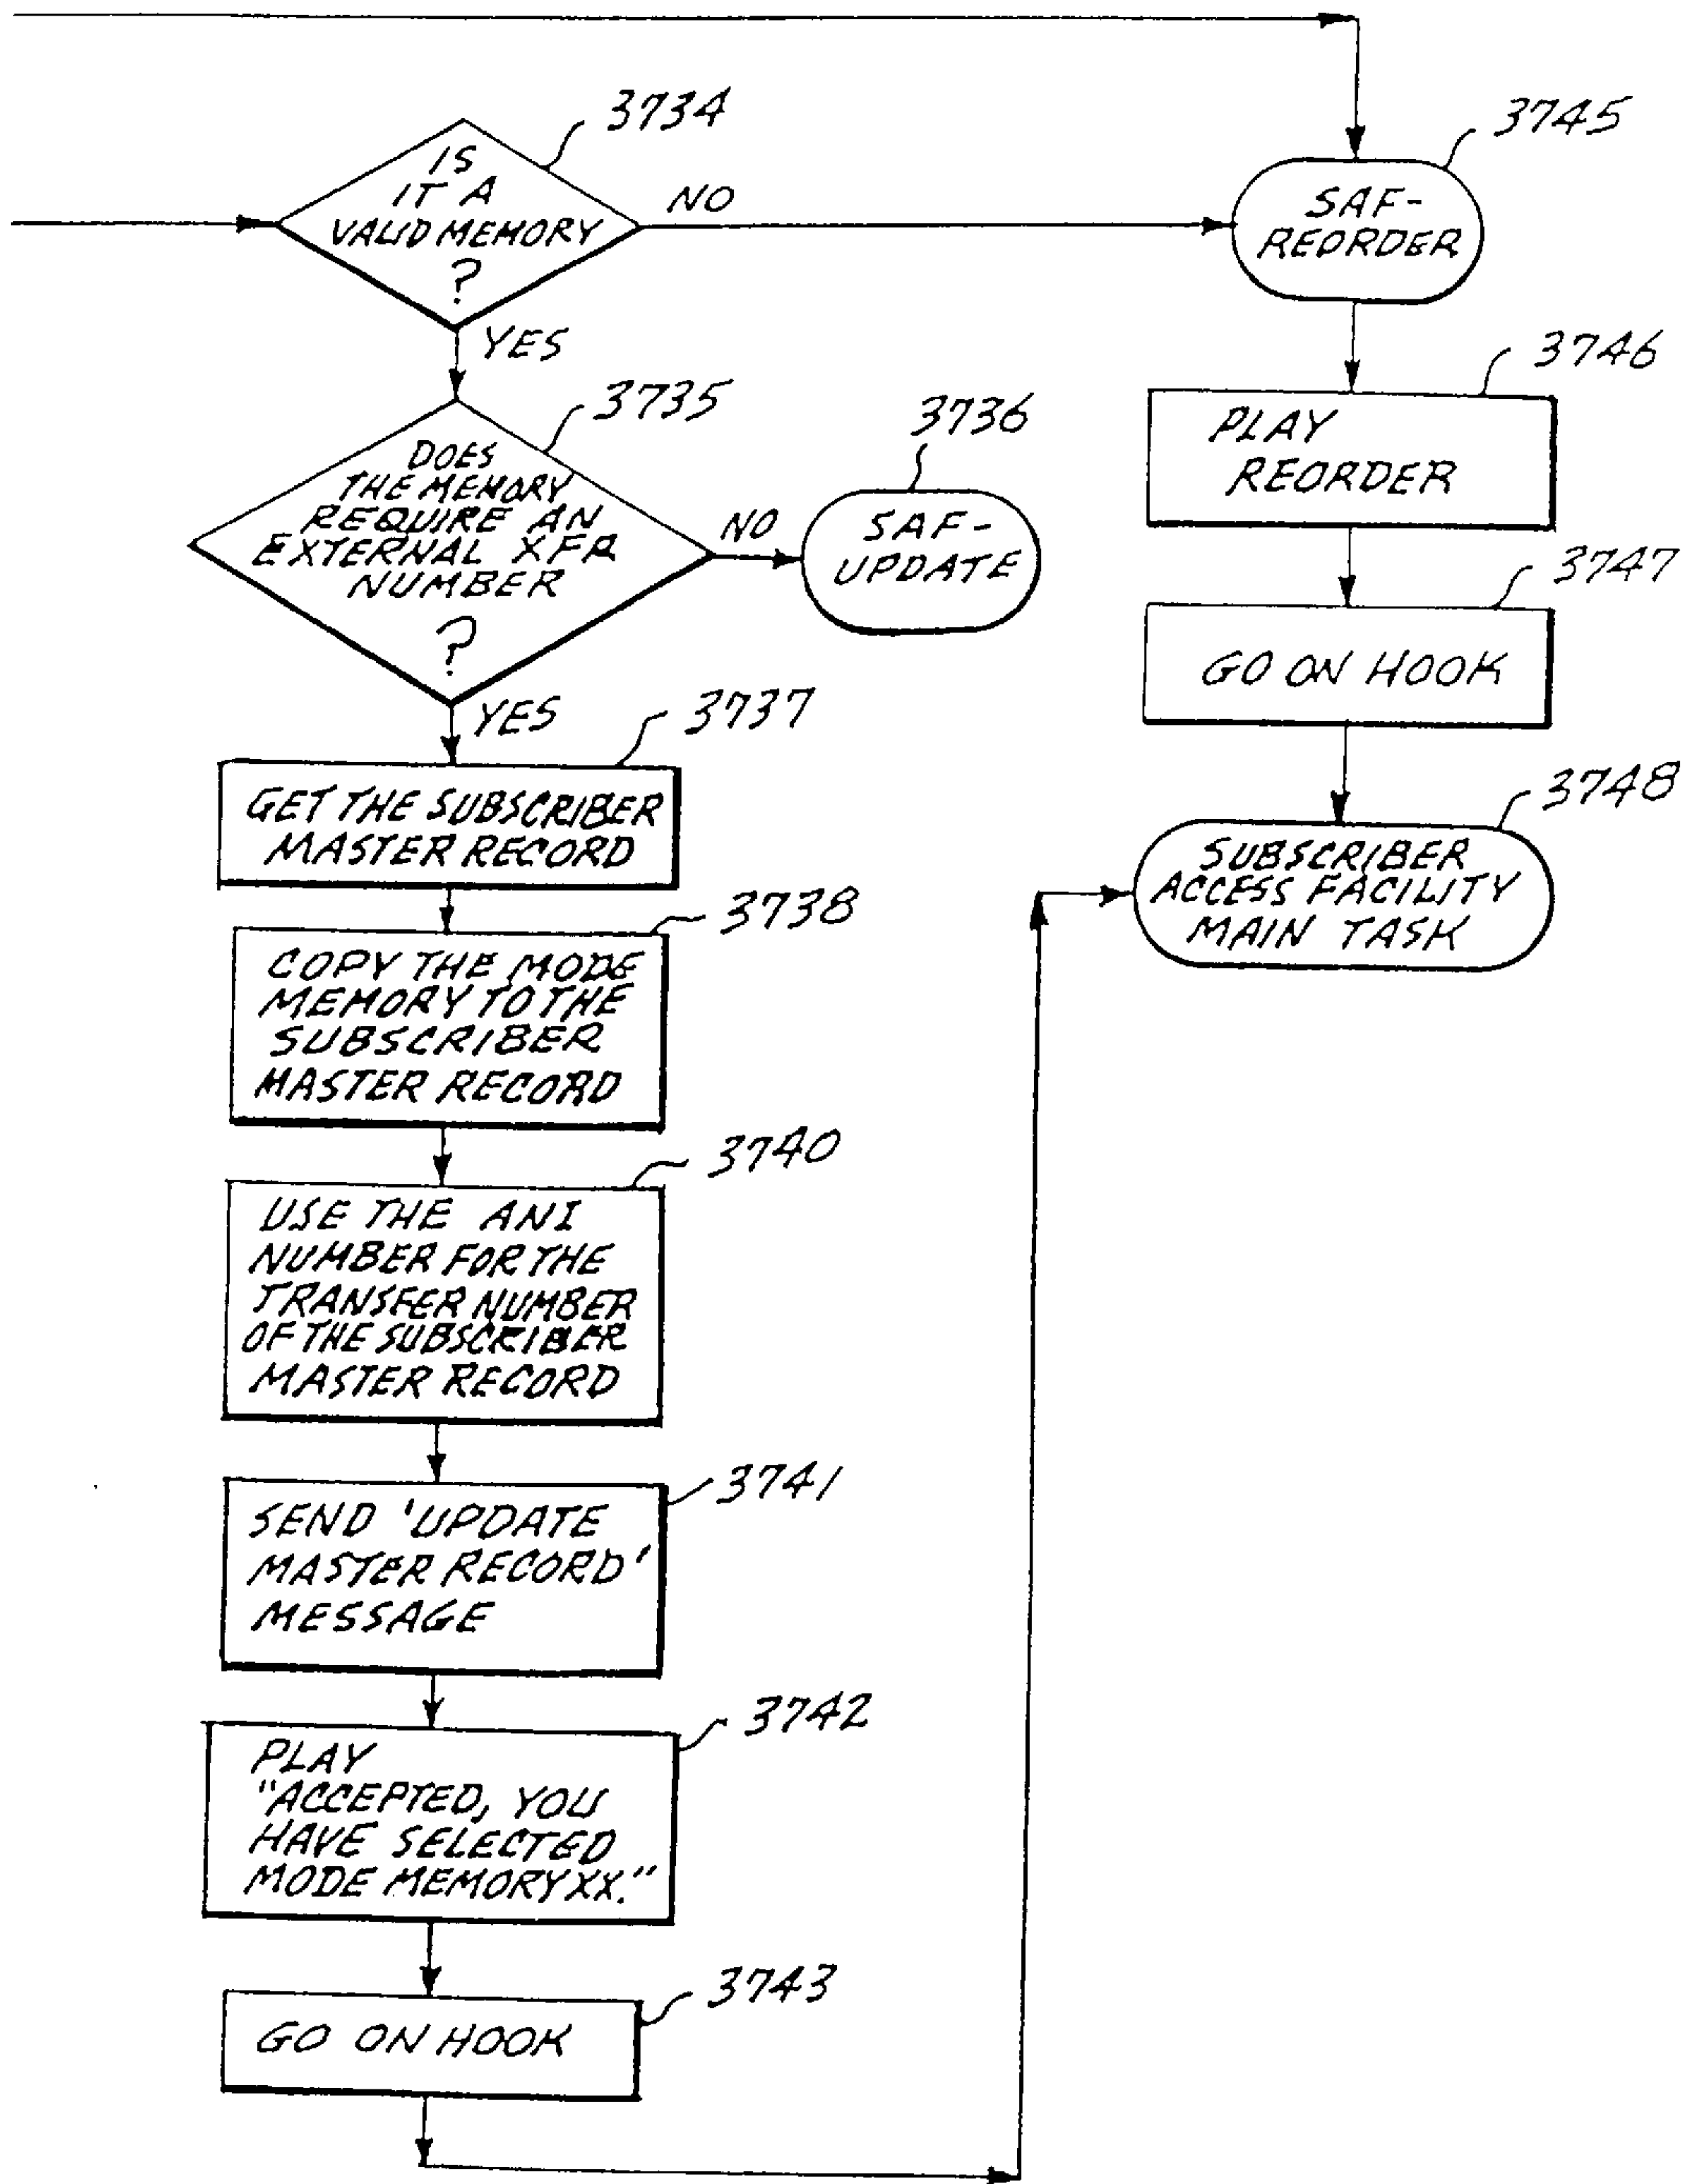 3734
IS
IT A
VALID MEMORY
?
NO
YES
3745
SAF-
REORDER
3735
DOES
THE MEMORY
REQUIRE AN
EXTERNAL XFR
NUMBER
?
NO
YES
3736
SAF-
UPDATE
3746
PLAY
REORDER
3747
GO ON HOOK
3748
SUBSCRIBER
ACCESS FACILITY
MAIN TASK
3737
GET THE SUBSCRIBER
MASTER RECORD
3738
COPY THE MODE
MEMORY TO THE
SUBSCRIBER
MASTER RECORD
3740
USE THE ANI
NUMBER FOR THE
TRANSFER NUMBER
OF THE SUBSCRIBER
MASTER RECORD
3741
SEND 'UPDATE
MASTER RECORD'
MESSAGE
3742
PLAY
"ACCEPTED, YOU
HAVE SELECTED
MODE MEMORY XX."
3743
GO ON HOOK